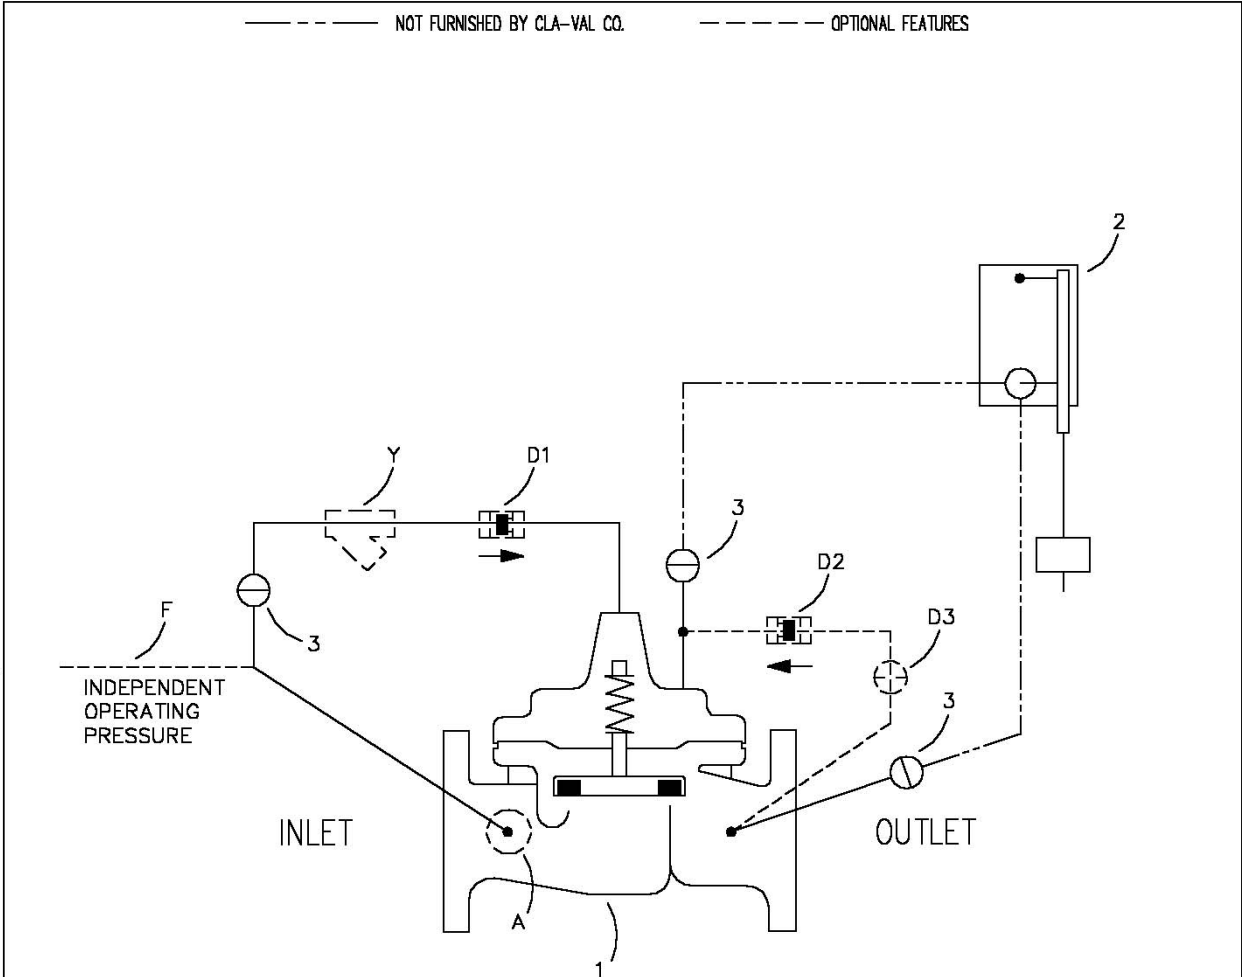 NOT FURNISHED BY CLA-VAL CO.
OPTIONAL FEATURES
2
Y
D1
3
D2
F
3
D3
INDEPENDENT
OPERATING
PRESSURE
3
INLET
OUTLET
A
1